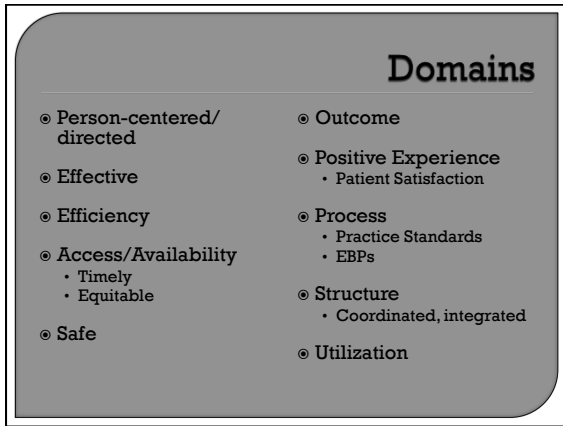 Domains
◉ Person-centered/
directed
◉ Effective
◉ Efficiency
◉ Access/Availability
• Timely
• Equitable
◉ Safe
◉ Outcome
◉ Positive Experience
• Patient Satisfaction
◉ Process
• Practice Standards
• EBPs
◉ Structure
• Coordinated, integrated
◉ Utilization